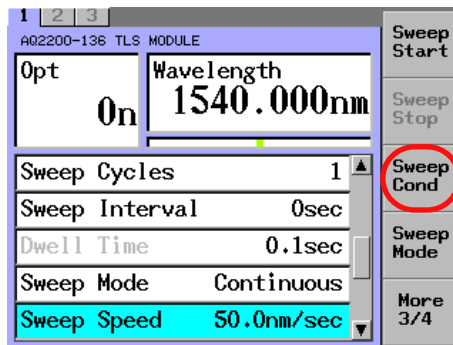 1 2 3
AQ2200-136 TLS MODULE
Opt
On
Wavelength
1540.000nm
Sweep Cycles 1
Sweep Interval 0sec
Dwell Time 0.1sec
Sweep Mode Continuous
Sweep Speed 50.0nm/sec
Sweep
Start
Sweep
Stop
Sweep
Cond
Sweep
Mode
More
3/4